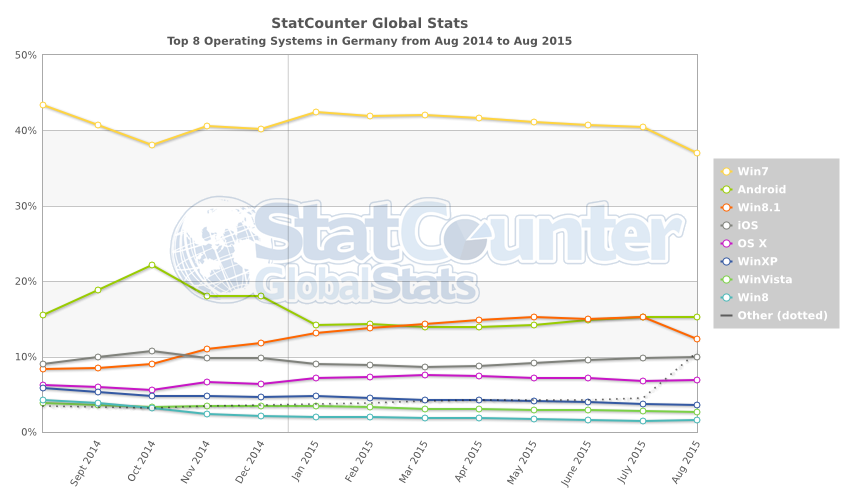 StatCounter Global Stats
Top 8 Operating Systems in Germany from Aug 2014 to Aug 2015
50%
40%
30%
20%
10%
0%
StatCounter
GlobalStats
Win7
Android
Win8.1
iOS
OS X
WinXP
WinVista
Win8
Other (dotted)
Sept 2014
Oct 2014
Nov 2014
Dec 2014
Jan 2015
Feb 2015
Mar 2015
Apr 2015
May 2015
June 2015
July 2015
Aug 2015